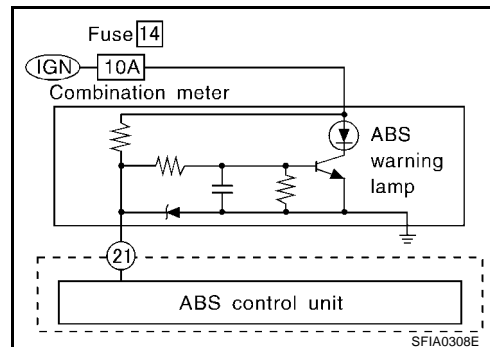 Fuse 14
IGN 10A
Combination meter
ABS
warning
lamp
21
ABS control unit
SFIA0308E